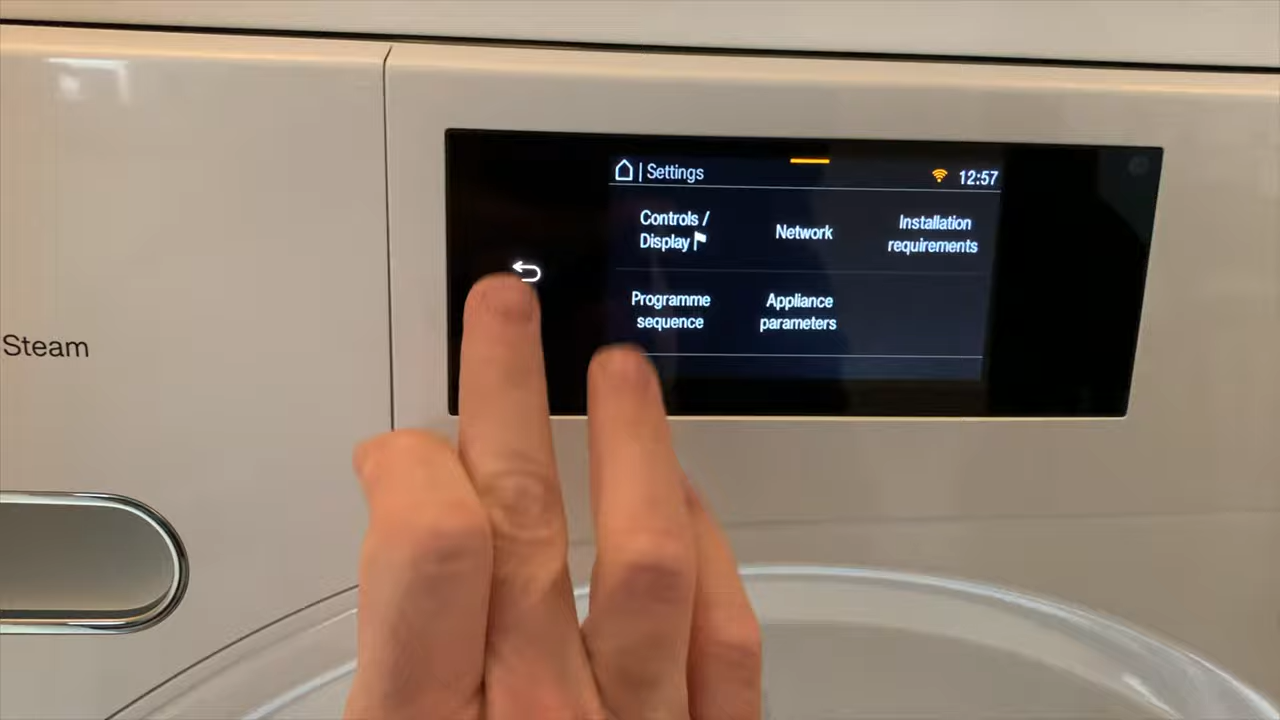 | Settings
12:57
Controls /
Display
Network
Installation
requirements
Programme
sequence
Appliance
parameters
Steam